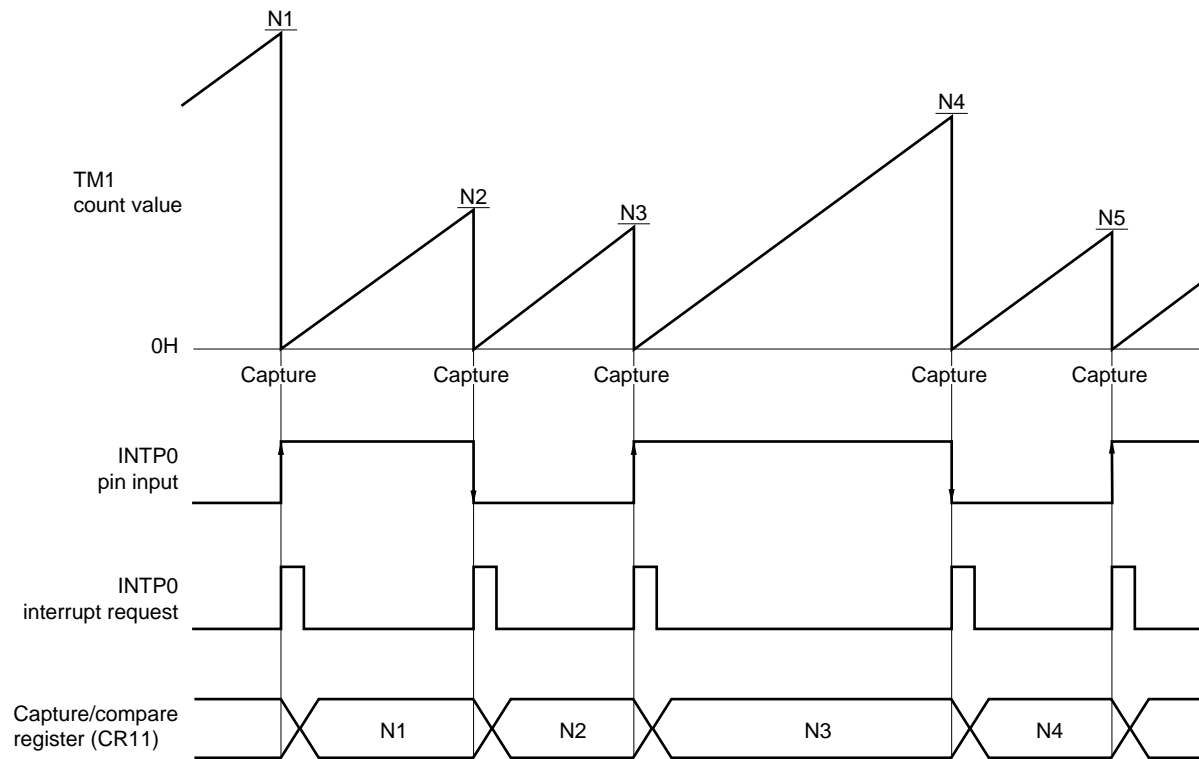 N1
N4
TM1
count value
N2
N3
N5
0H
Capture
Capture
Capture
Capture
Capture
INTP0
pin input
INTP0
interrupt request
Capture/compare
register (CR11)
N1
N2
N3
N4